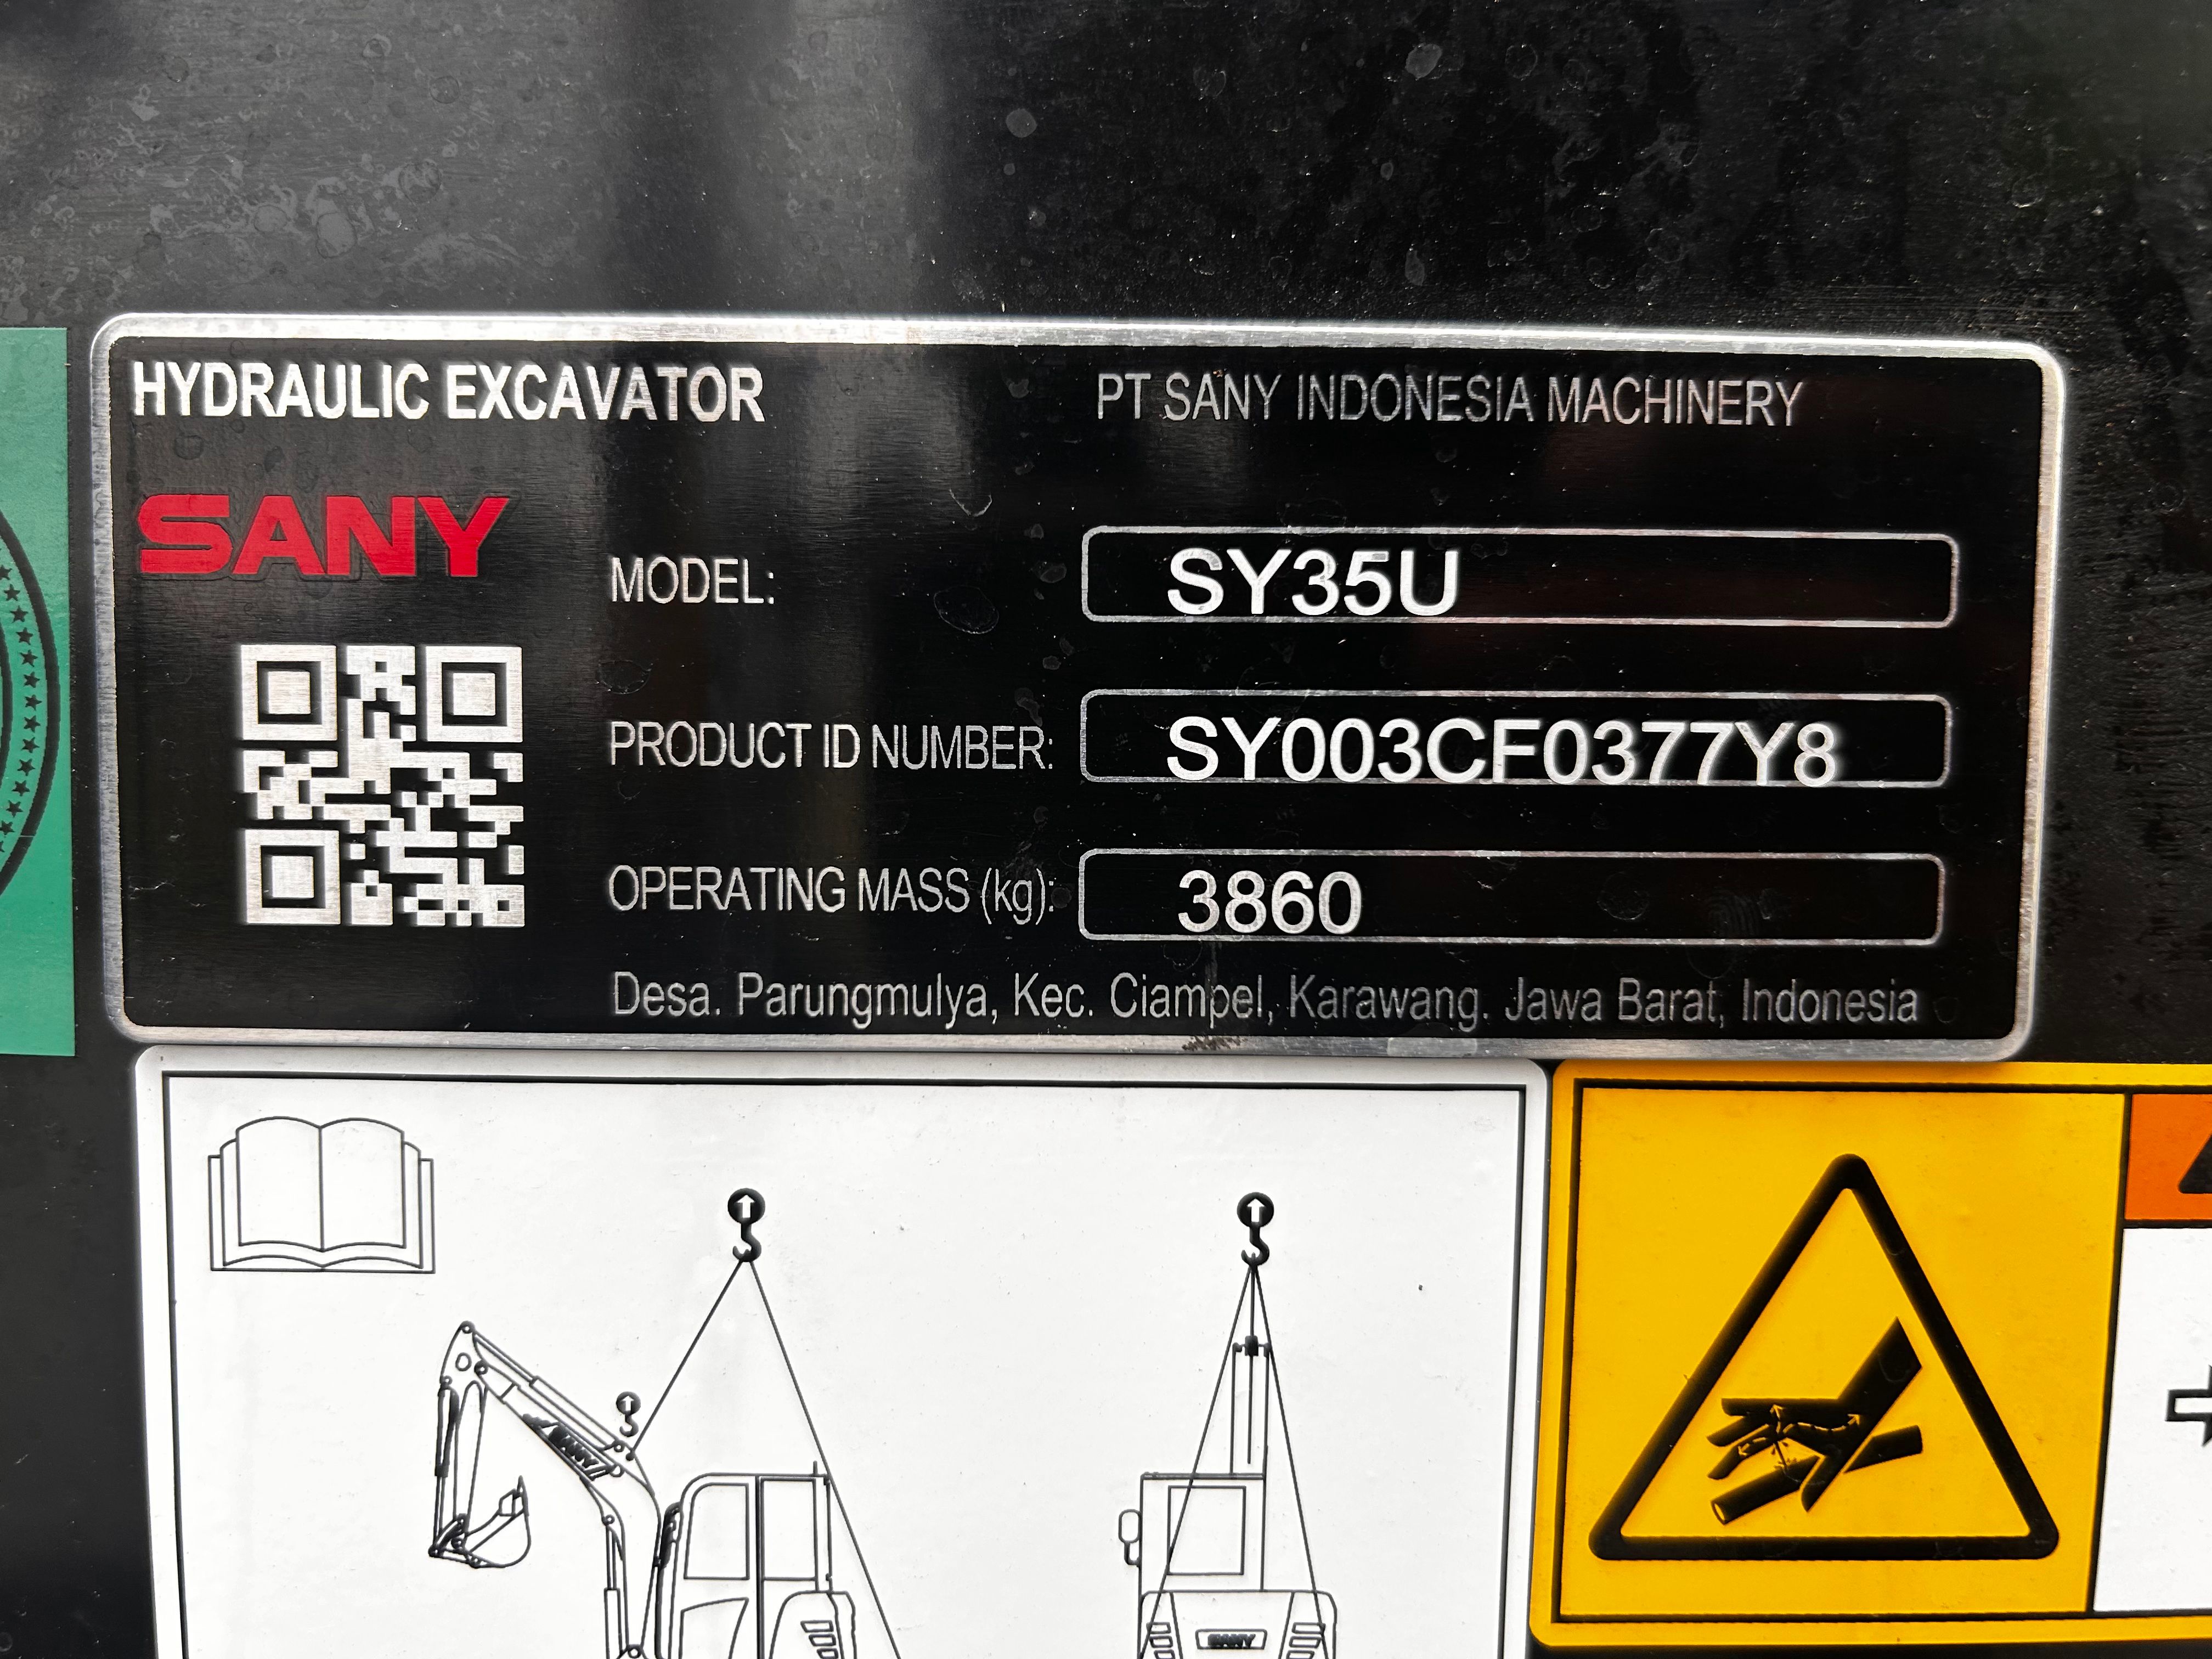 HYDRAULIC EXCAVATOR
PT SANY INDONESIA MACHINERY
SANY
MODEL: SY35U
PRODUCT ID NUMBER: SY003CF0377Y8
OPERATING MASS (kg): 3860
Desa. Parungmulya, Kec. Ciampel, Karawang. Jawa Barat, Indonesia
SANY
SANY